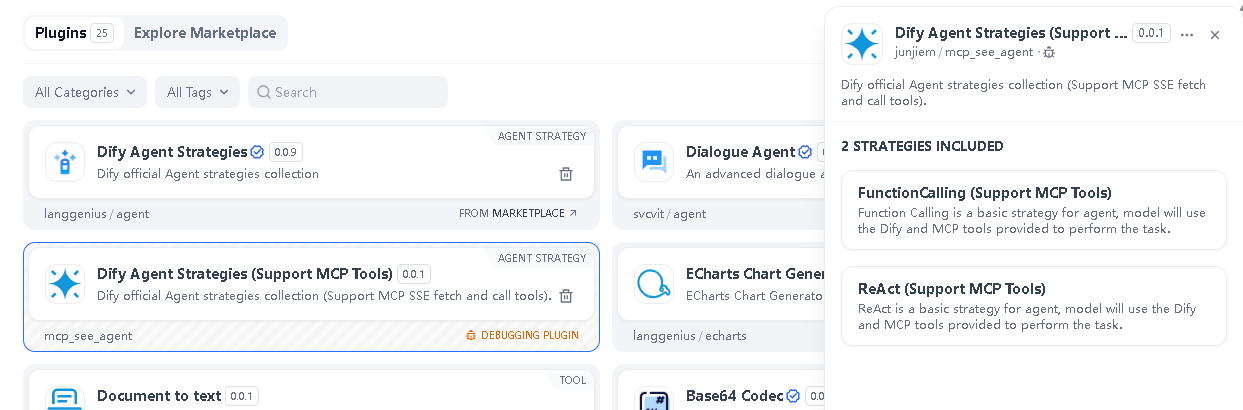 Plugins 25 Explore Marketplace
All Categories All Tags Search
AGENT STRATEGY
Dify Agent Strategies 0.0.9
Dify official Agent strategies collection
langgenius / agent FROM MARKETPLACE
Dialogue Agent
An advanced dialogue a
svcvit / agent
AGENT STRATEGY
Dify Agent Strategies (Support MCP Tools) 0.0.1
Dify official Agent strategies collection (Support MCP SSE fetch and call tools).
mcp_see_agent DEBUGGING PLUGIN
ECharts Chart Gener
ECharts Chart Generato
langgenius / echarts
TOOL
Document to text 0.0.1
Base64 Codec 0.0
Dify Agent Strategies (Support ... 0.0.1
junjiem / mcp_see_agent ·
Dify official Agent strategies collection (Support MCP SSE fetch
and call tools).
2 STRATEGIES INCLUDED
FunctionCalling (Support MCP Tools)
Function Calling is a basic strategy for agent, model will use
the Dify and MCP tools provided to perform the task.
ReAct (Support MCP Tools)
ReAct is a basic strategy for agent, model will use the Dify
and MCP tools provided to perform the task.